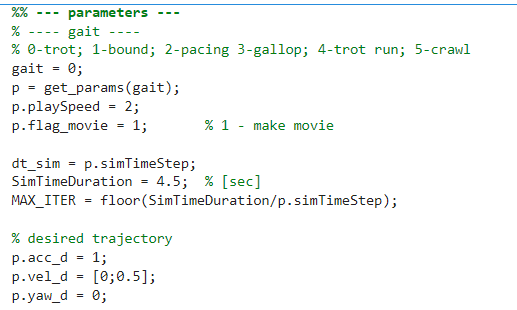 %% --- parameters ---
% ---- gait ----
% 0-trot; 1-bound; 2-pacing 3-gallop; 4-trot run; 5-crawl
gait = 0;
p = get_params(gait);
p.playSpeed = 2;
p.flag_movie = 1;       % 1 - make movie
dt_sim = p.simTimeStep;
SimTimeDuration = 4.5;  % [sec]
MAX_ITER = floor(SimTimeDuration/p.simTimeStep);
% desired trajectory
p.acc_d = 1;
p.vel_d = [0;0.5];
p.yaw_d = 0;